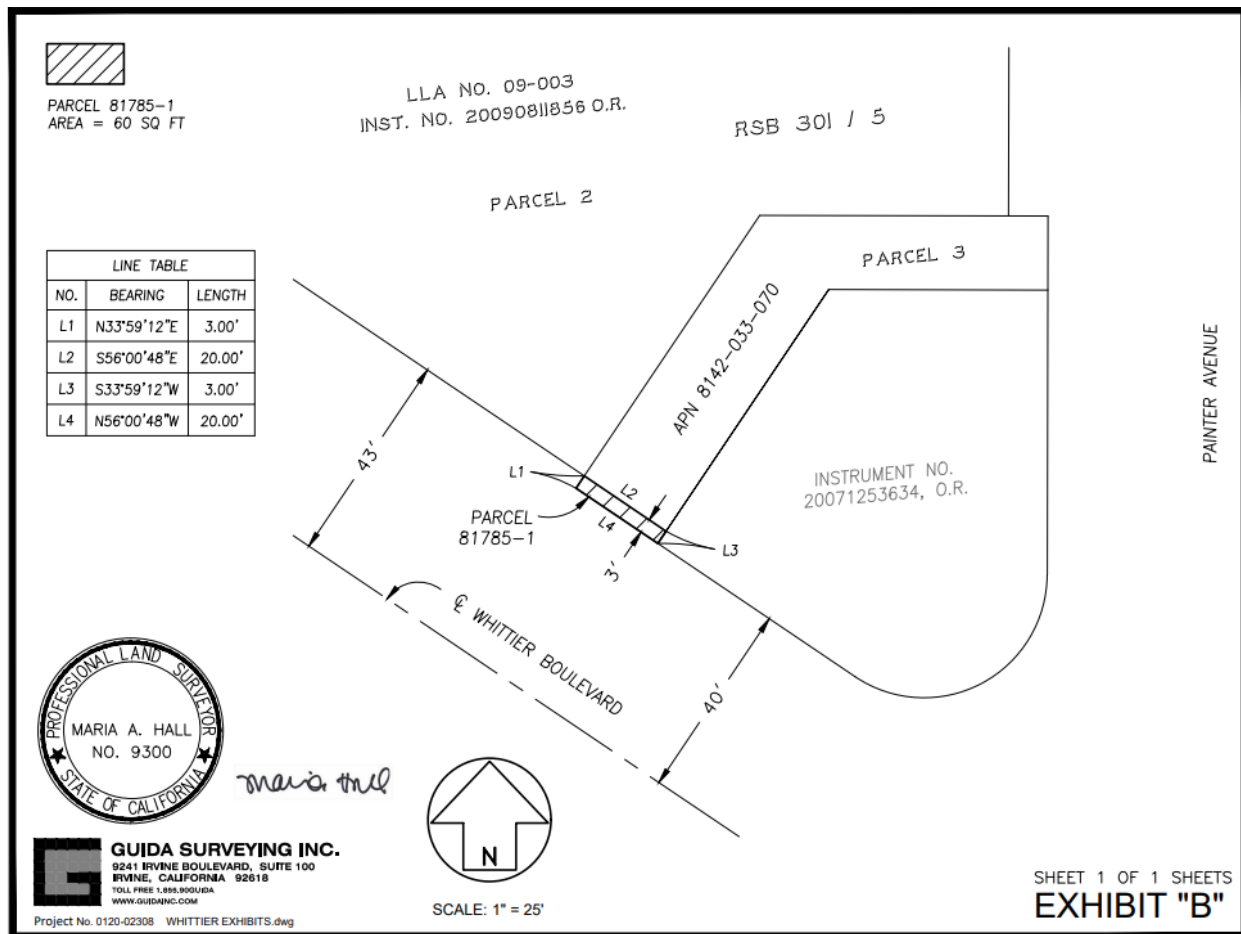 PARCEL 81785-1
AREA = 60 SQ FT
LLA NO. 09-003
INST. NO. 20090811856 O.R.
RSB 301 / 5
PARCEL 2
PARCEL 3
LINE TABLE
NO. BEARING LENGTH
L1 N33°59'12"E 3.00'
L2 S56°00'48"E 20.00'
L3 S33°59'12"W 3.00'
L4 N56°00'48"W 20.00'
APN 8142-033-070
PAINTER AVENUE
43'
L1
L2
PARCEL
81785-1
L4
L3
3'
INSTRUMENT NO.
20071253634, O.R.
℄ WHITTIER BOULEVARD
40'
PROFESSIONAL LAND SURVEYOR
MARIA A. HALL
NO. 9300
STATE OF CALIFORNIA
Maria Hall
N
SCALE: 1" = 25'
GUIDA SURVEYING INC.
9241 IRVINE BOULEVARD, SUITE 100
IRVINE, CALIFORNIA 92618
TOLL FREE 1.855.90GUIDA
WWW.GUIDAINC.COM
Project No. 0120-02308 WHITTIER EXHIBITS.dwg
SHEET 1 OF 1 SHEETS
EXHIBIT "B"